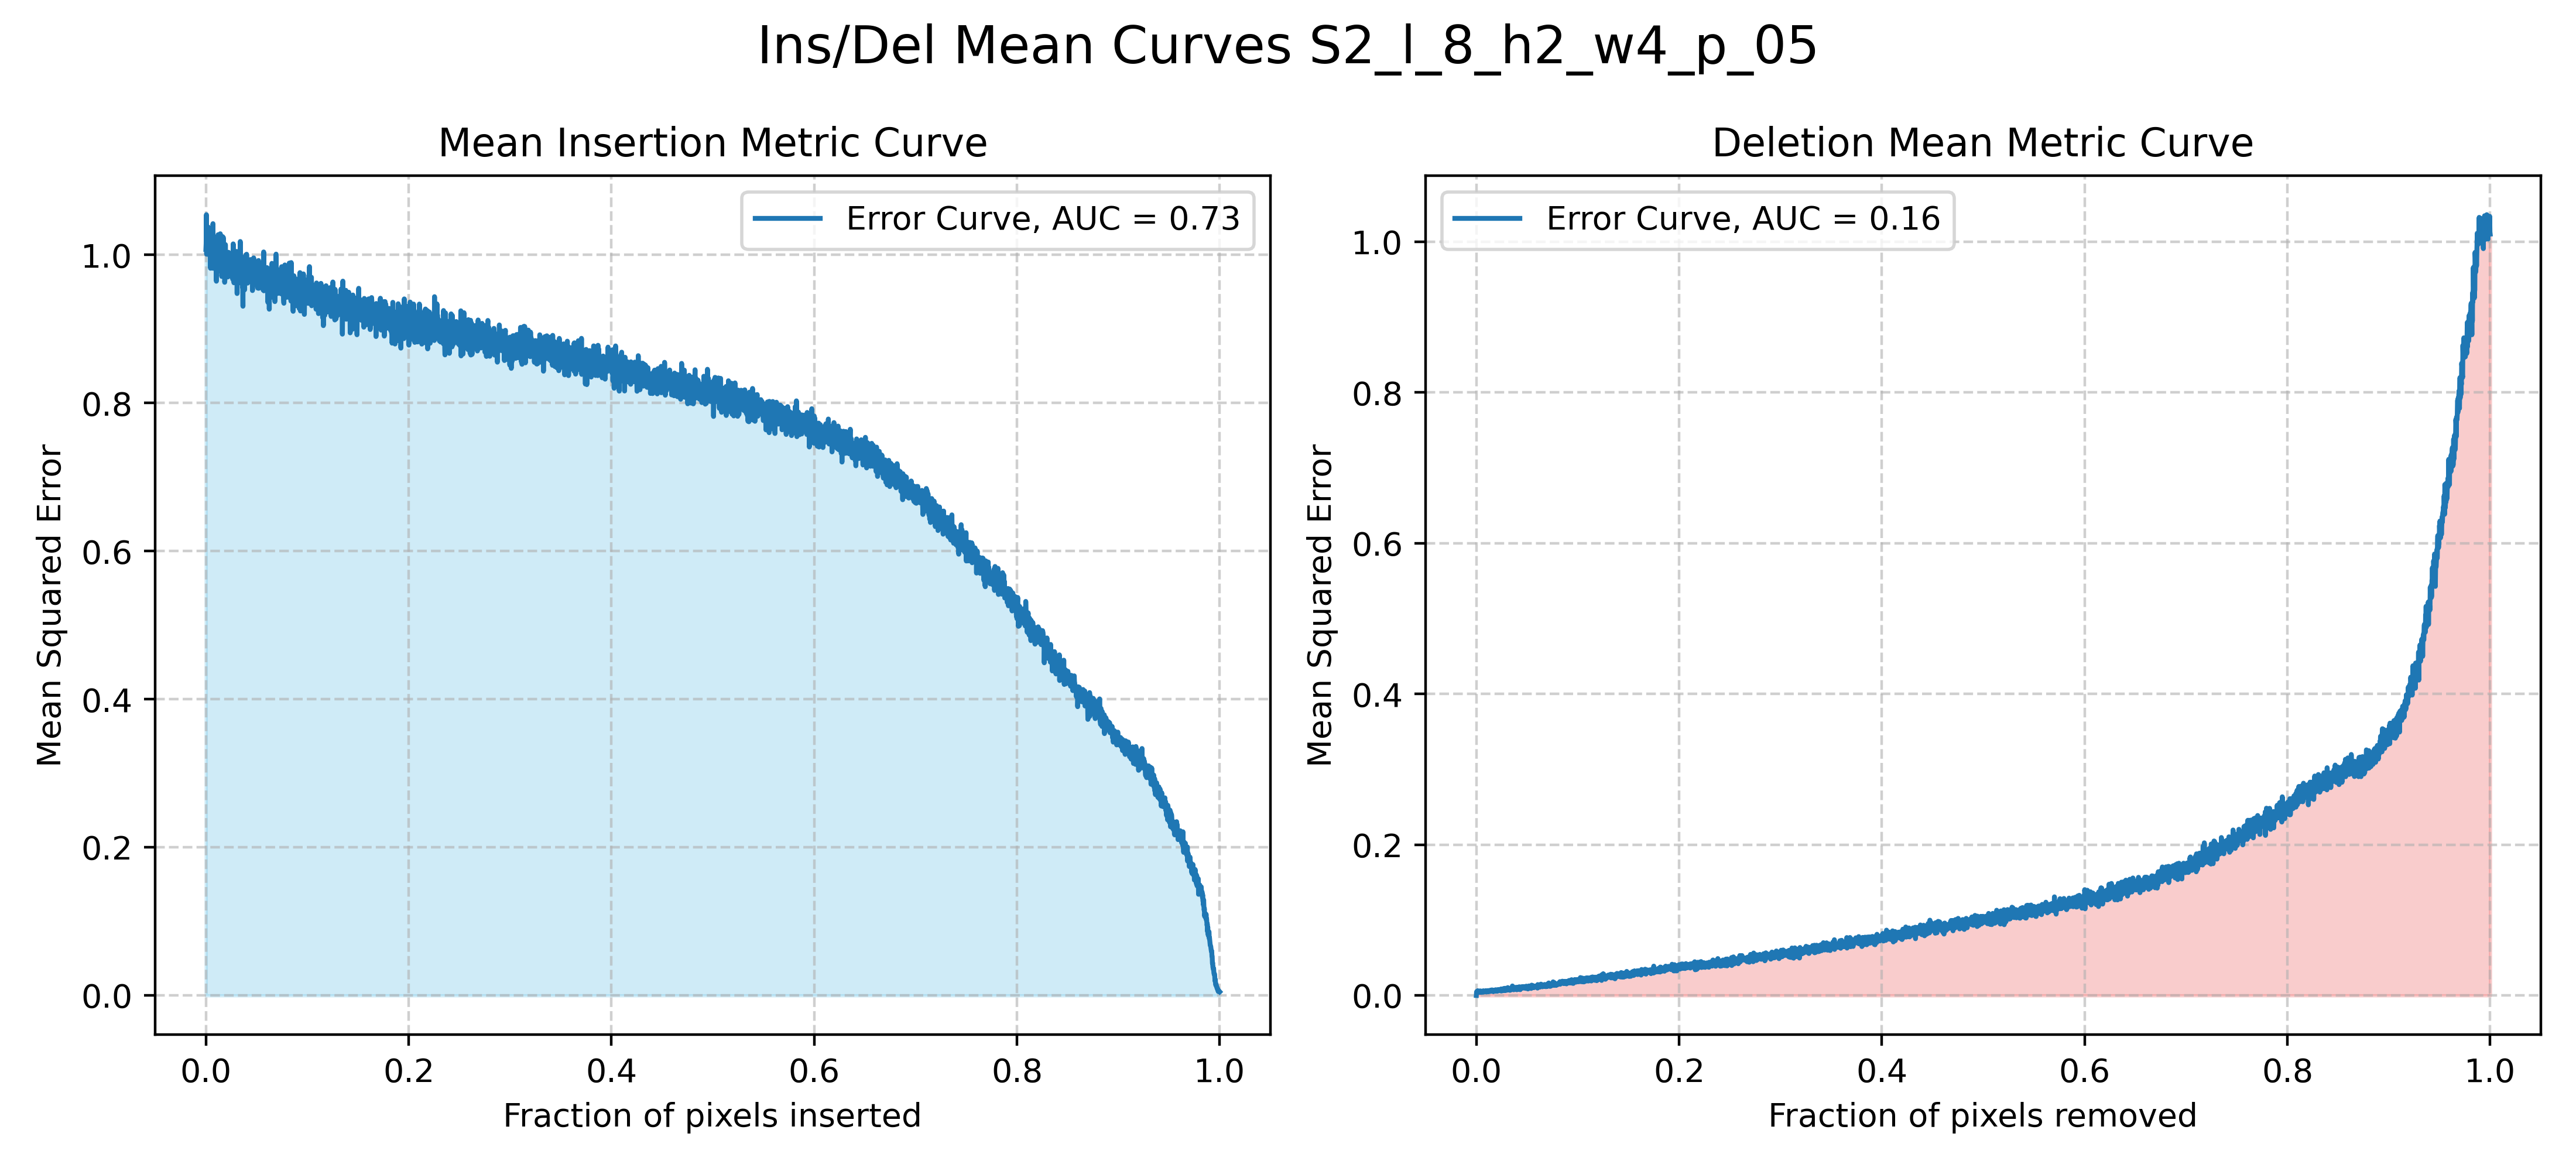 Ins/Del Mean Curves S2_l_8_h2_w4_p_05
Mean Insertion Metric Curve
Error Curve, AUC = 0.73
Mean Squared Error
1.0
0.8
0.6
0.4
0.2
0.0
0.0 0.2 0.4 0.6 0.8 1.0
Fraction of pixels inserted
Deletion Mean Metric Curve
Error Curve, AUC = 0.16
Mean Squared Error
1.0
0.8
0.6
0.4
0.2
0.0
0.0 0.2 0.4 0.6 0.8 1.0
Fraction of pixels removed